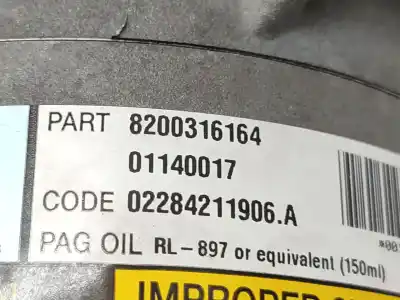 PART 8200316164
01140017
CODE 02284211906.A
PAG OIL RL-897 or equivalent (150ml)